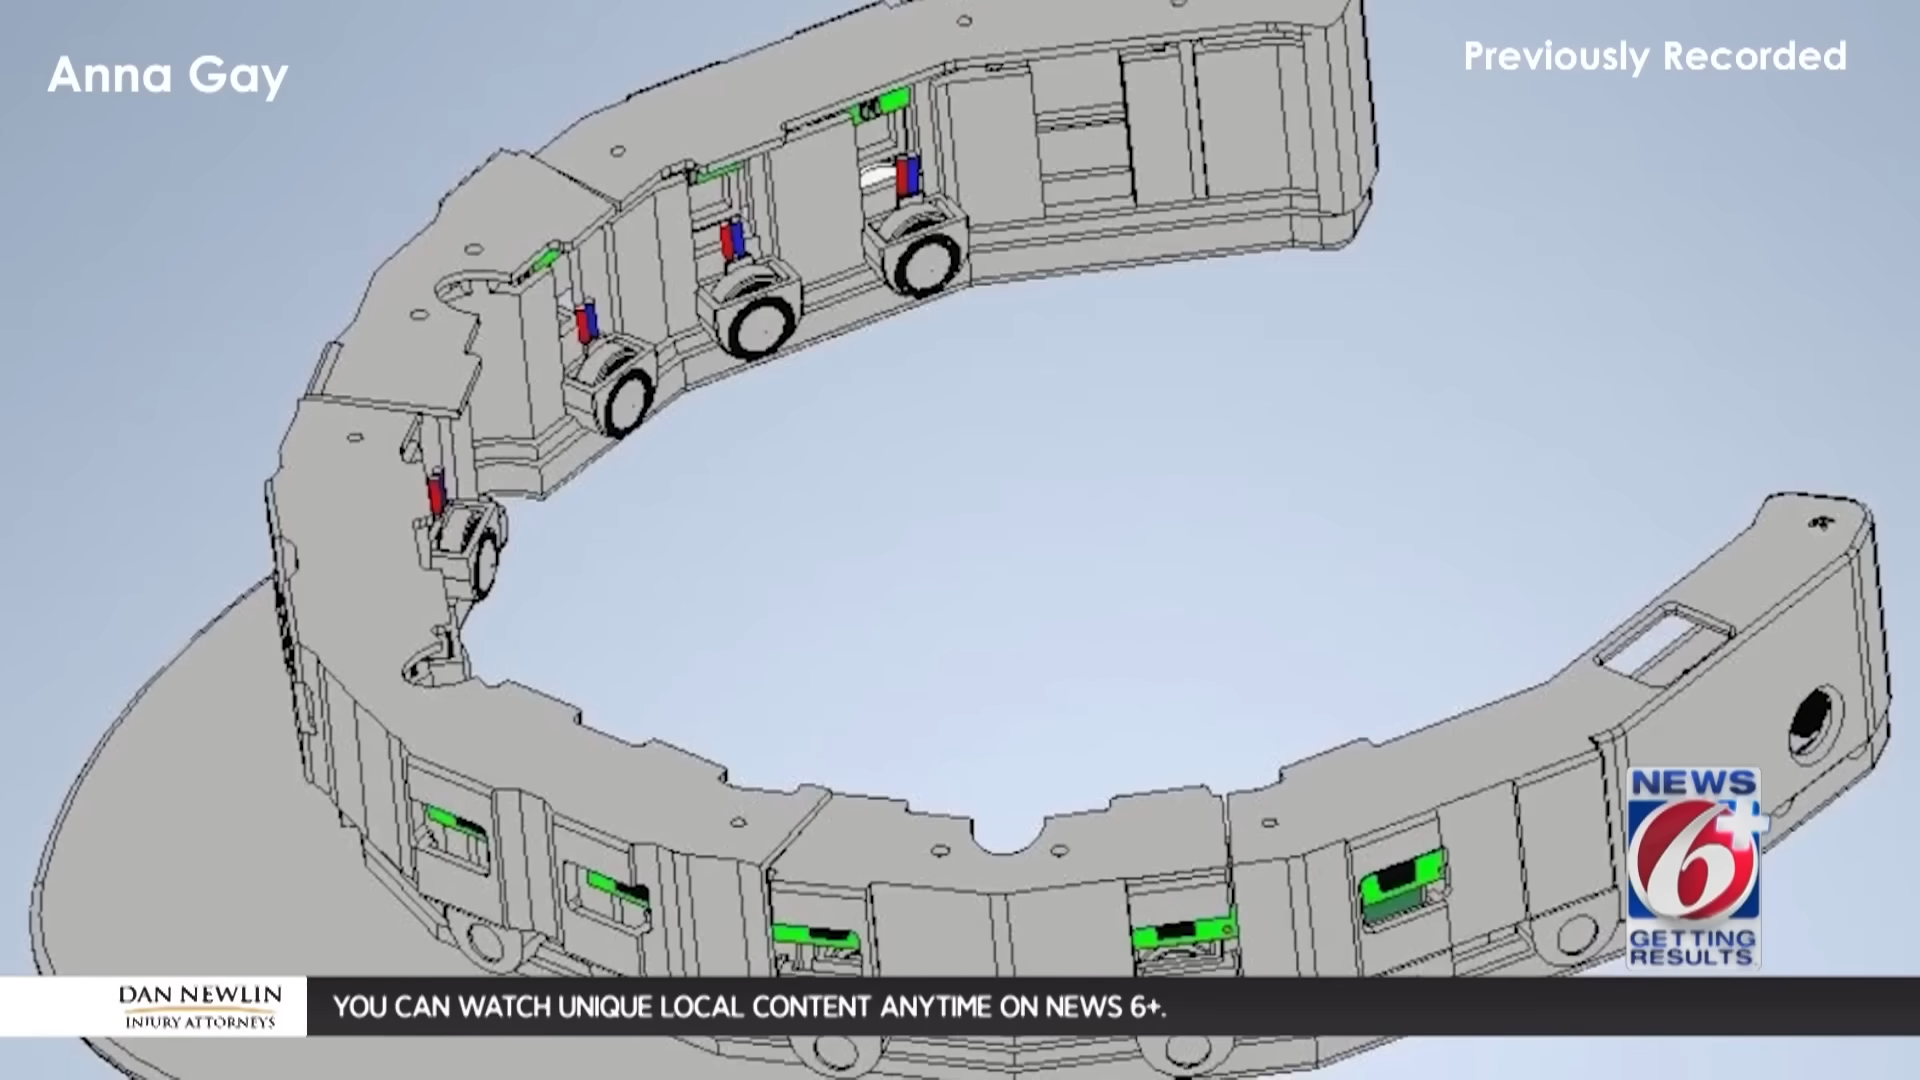 Anna Gay
Previously Recorded
NEWS
6+
GETTING
RESULTS
DAN NEWLIN
INJURY ATTORNEYS
YOU CAN WATCH UNIQUE LOCAL CONTENT ANYTIME ON NEWS 6+.